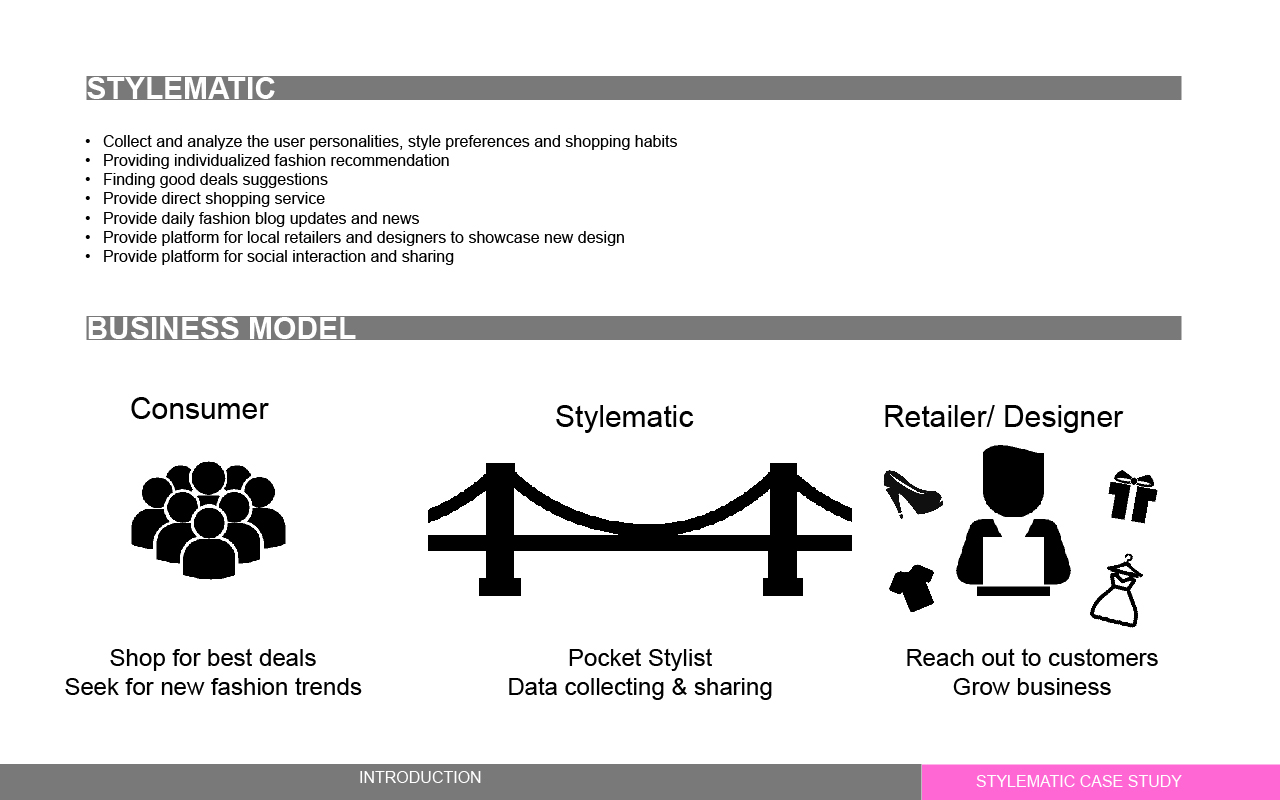 STYLEMATIC
• Collect and analyze the user personalities, style preferences and shopping habits
• Providing individualized fashion recommendation
• Finding good deals suggestions
• Provide direct shopping service
• Provide daily fashion blog updates and news
• Provide platform for local retailers and designers to showcase new design
• Provide platform for social interaction and sharing
BUSINESS MODEL
Consumer
Stylematic
Retailer/ Designer
Shop for best deals
Seek for new fashion trends
Pocket Stylist
Data collecting & sharing
Reach out to customers
Grow business
INTRODUCTION
STYLEMATIC CASE STUDY